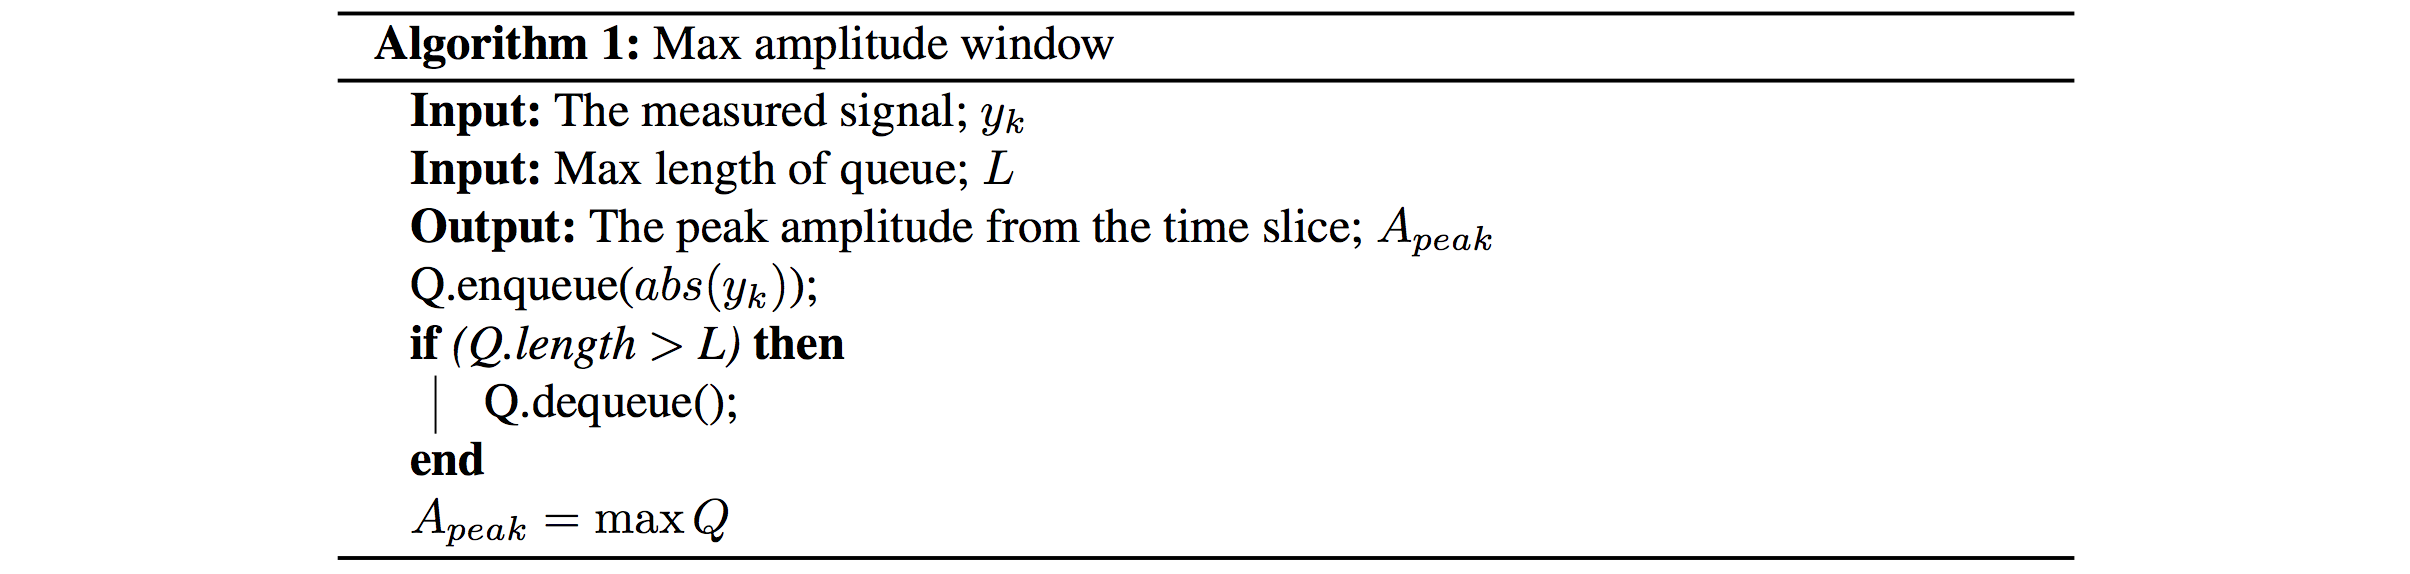 Algorithm 1: Max amplitude window
Input: The measured signal; y_k
Input: Max length of queue; L
Output: The peak amplitude from the time slice; A_{peak}
Q.enqueue(abs(y_k));
if (Q.length > L) then
Q.dequeue();
end
A_{peak} = max Q